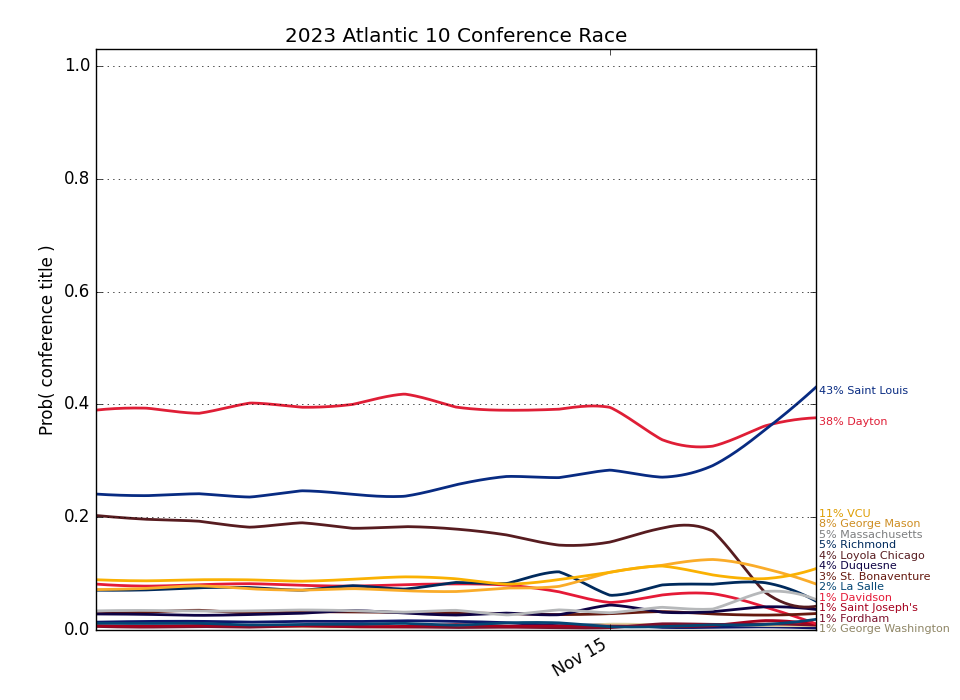 2023 Atlantic 10 Conference Race
1.0
0.8
0.6
0.4
0.2
0.0
Prob( conference title )
Nov 15
43% Saint Louis
38% Dayton
11% VCU
8% George Mason
5% Massachusetts
5% Richmond
4% Loyola Chicago
4% Duquesne
3% St. Bonaventure
2% La Salle
1% Davidson
1% Saint Joseph's
1% Fordham
1% George Washington